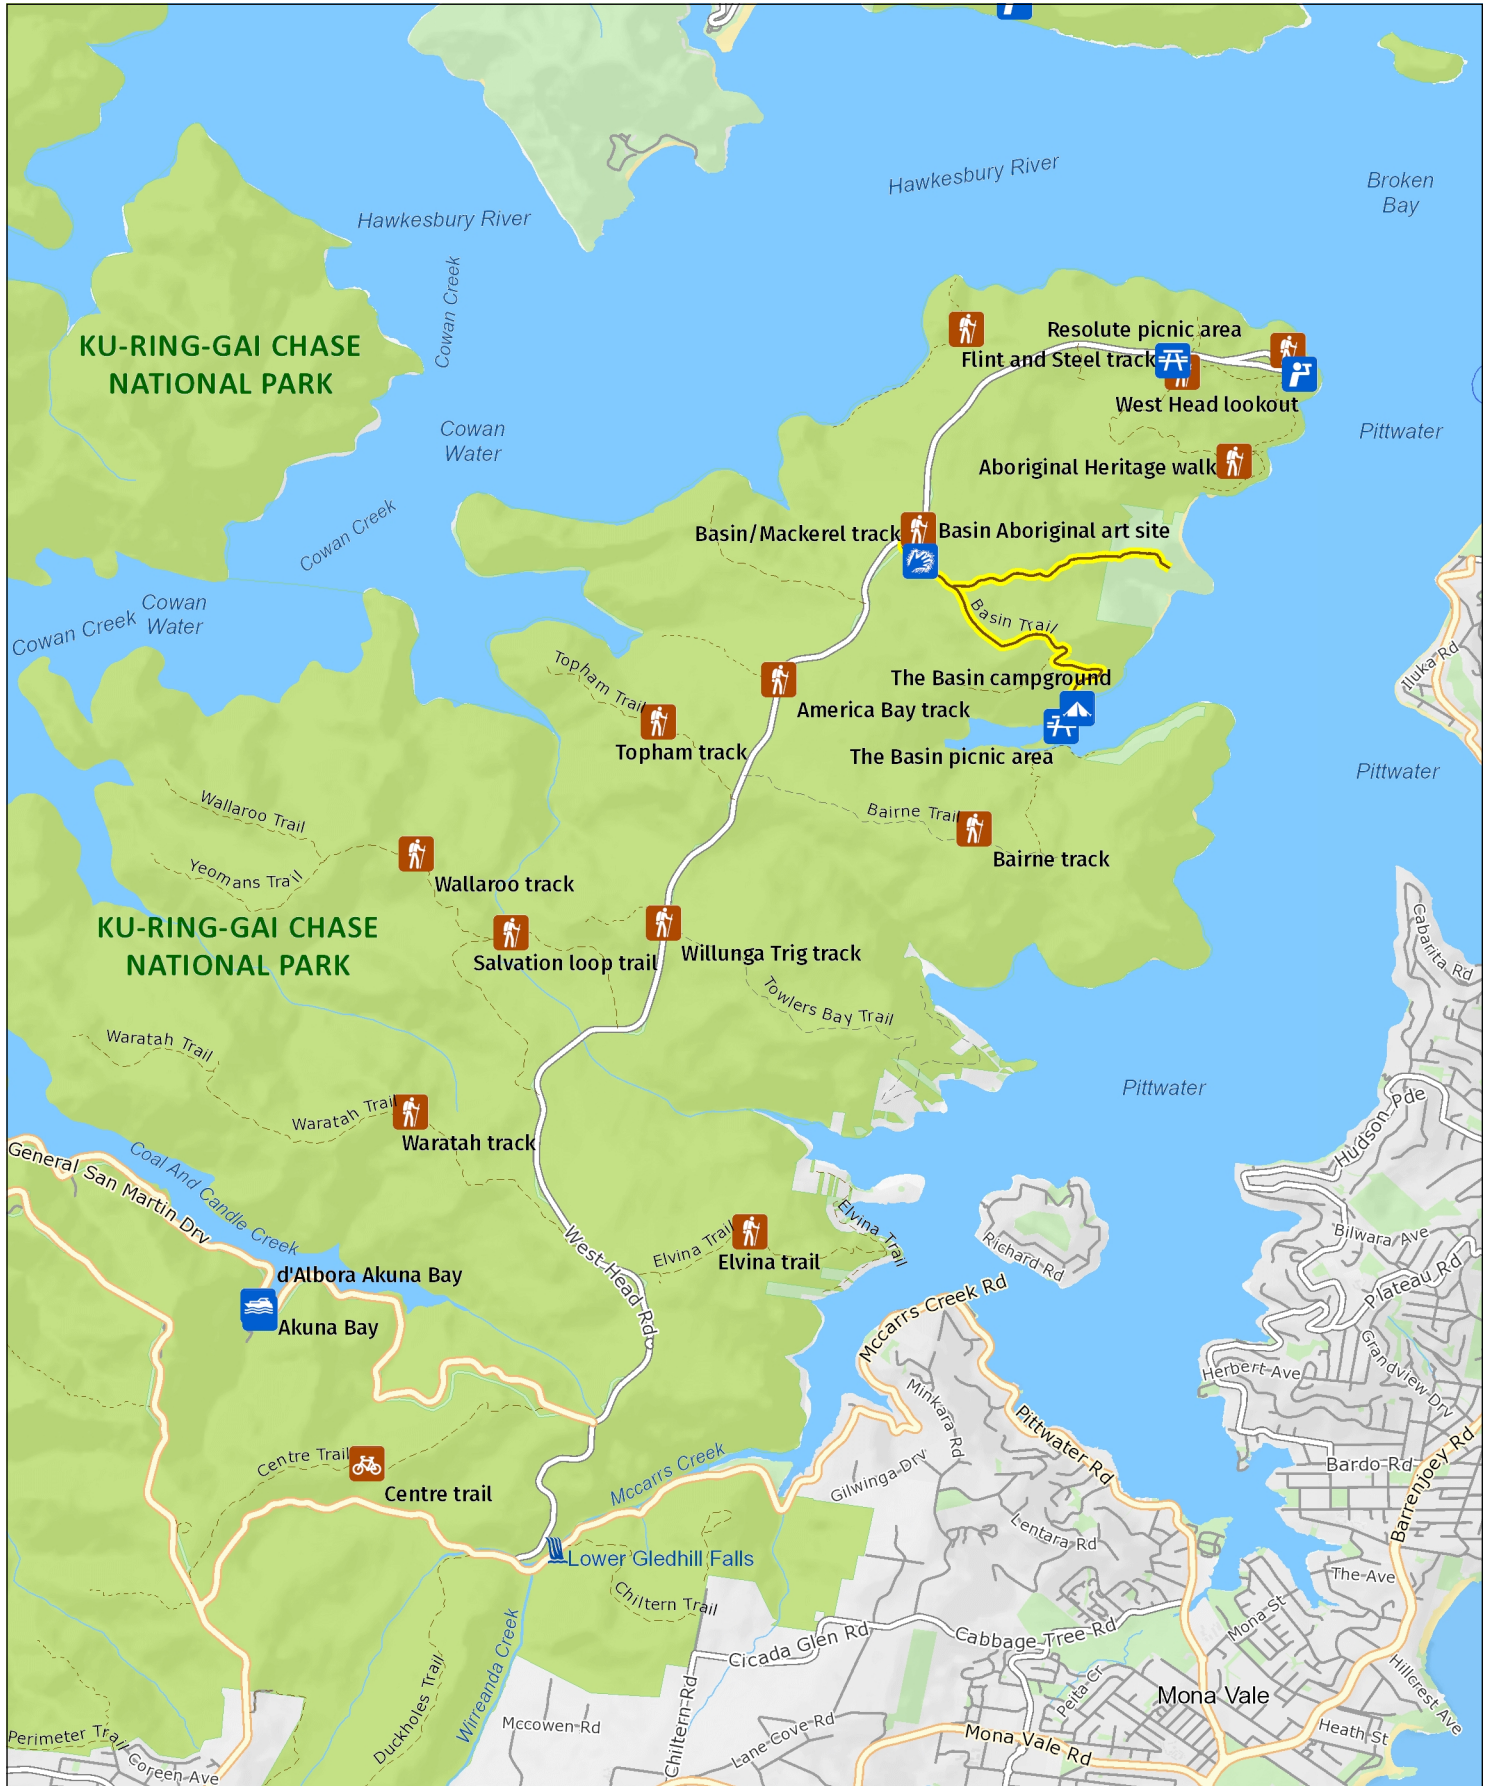 Hawkesbury River
Broken
Bay
Hawkesbury River
Cowan Creek
KU-RING-GAI CHASE
NATIONAL PARK
Resolute picnic area
Flint and Steel track
West Head lookout
Pittwater
Cowan
Water
Aboriginal Heritage walk
Cowan Creek
Basin/Mackerel track
Basin Aboriginal art site
Cowan
Water
Cowan Creek
Basin Trail
Iluka Rd
Topham Trail
The Basin campground
America Bay track
Topham track
The Basin picnic area
Pittwater
Wallaroo Trail
Bairne Trail
Bairne track
Yeomans Trail
Wallaroo track
KU-RING-GAI CHASE
NATIONAL PARK
Salvation loop trail
Willunga Trig track
Cabarita Rd
Towlers Bay Trail
Waratah Trail
Pittwater
Waratah Trail
Waratah track
Hudson Pde
General San Martin Drv
Coal And Candle Creek
Elvina Trail
Elvina Trail
Elvina trail
West Head Rd
Richard Rd
Bilwara Ave
Plateau Rd
d'Albora Akuna Bay
Akuna Bay
Mccarrs Creek Rd
Herbert Ave
Grandview Drv
Minkara Rd
Pittwater Rd
Centre Trail
Centre trail
Mccarrs Creek
Gilwinga Drv
Bardo Rd
Barrenjoey Rd
Lentara Rd
Lower Gledhill Falls
The Ave
Chiltern Trail
Mona St
Cicada Glen Rd
Cabbage Tree Rd
Wirreanda Creek
Duckholes Trail
Chiltern Rd
Peita Cr
Mona Vale
Hillcrest Ave
Perimeter Trail
Coreen Ave
Mccowen Rd
Lane Cove Rd
Mona Vale Rd
Heath St